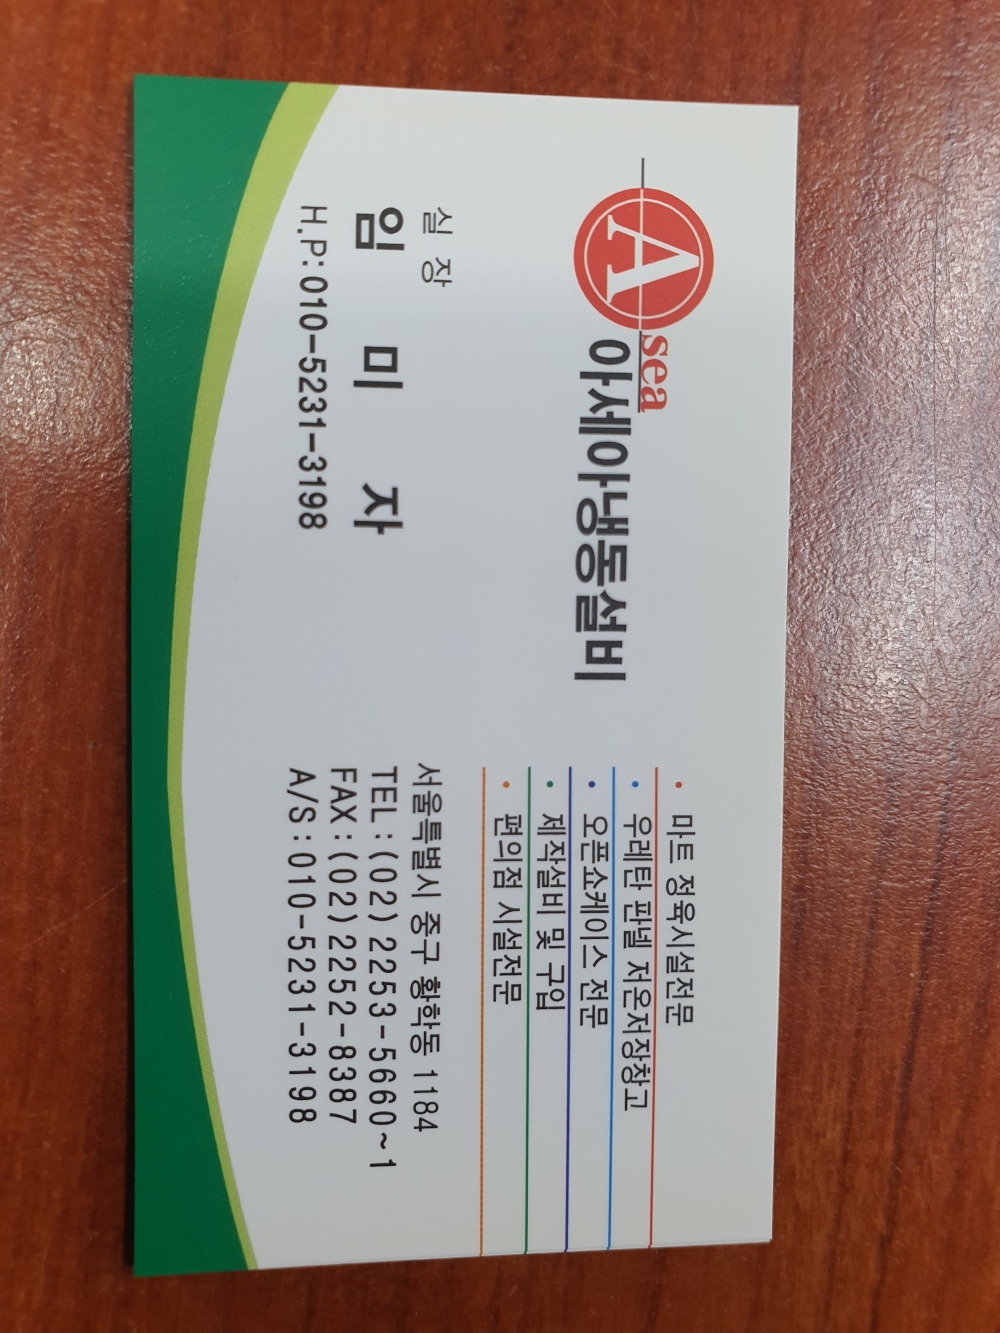 A
sea
아세아냉동설비
• 마트 정육시설전문
• 우레탄 판넬 저온저장창고
• 오픈쇼케이스 전문
• 제작설비 및 구입
• 편의점 시설전문
실 장
임 미 자
H.P:010-5231-3198
서울특별시 중구 황학동 1184
TEL:(02)2253-5660~1
FAX:(02)2252-8387
A/S:010-5231-3198